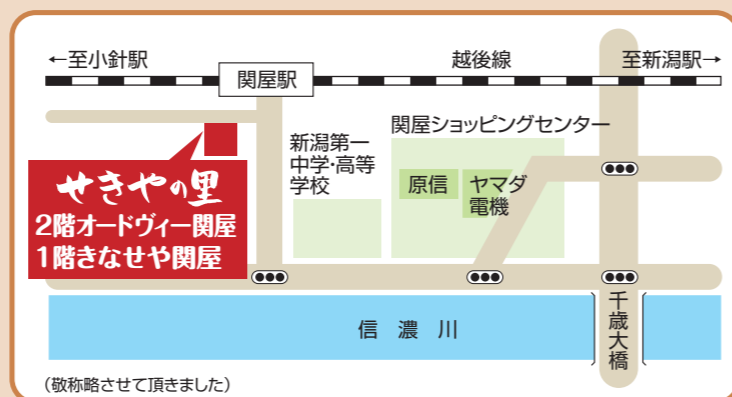 ←至小針駅
越後線
至新潟駅→
関屋駅
関屋ショッピングセンター
新潟第一
中学・高等
学校
原信
ヤマダ
電機
せきやの里
2階オードヴィー関屋
1階きなせや関屋
信濃川
千歳大橋
(敬称略させて頂きました)